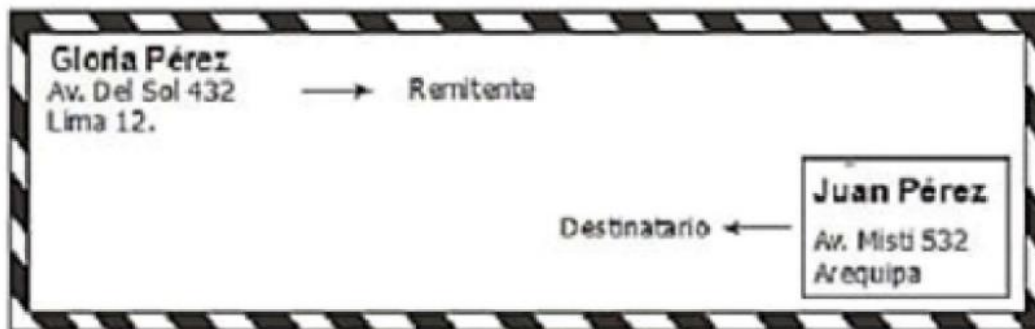 Gloria Pérez
Av. Del Sol 432
Lima 12.
Remitente
Destinatario
Juan Pérez
Av. Misti 532
Arequipa